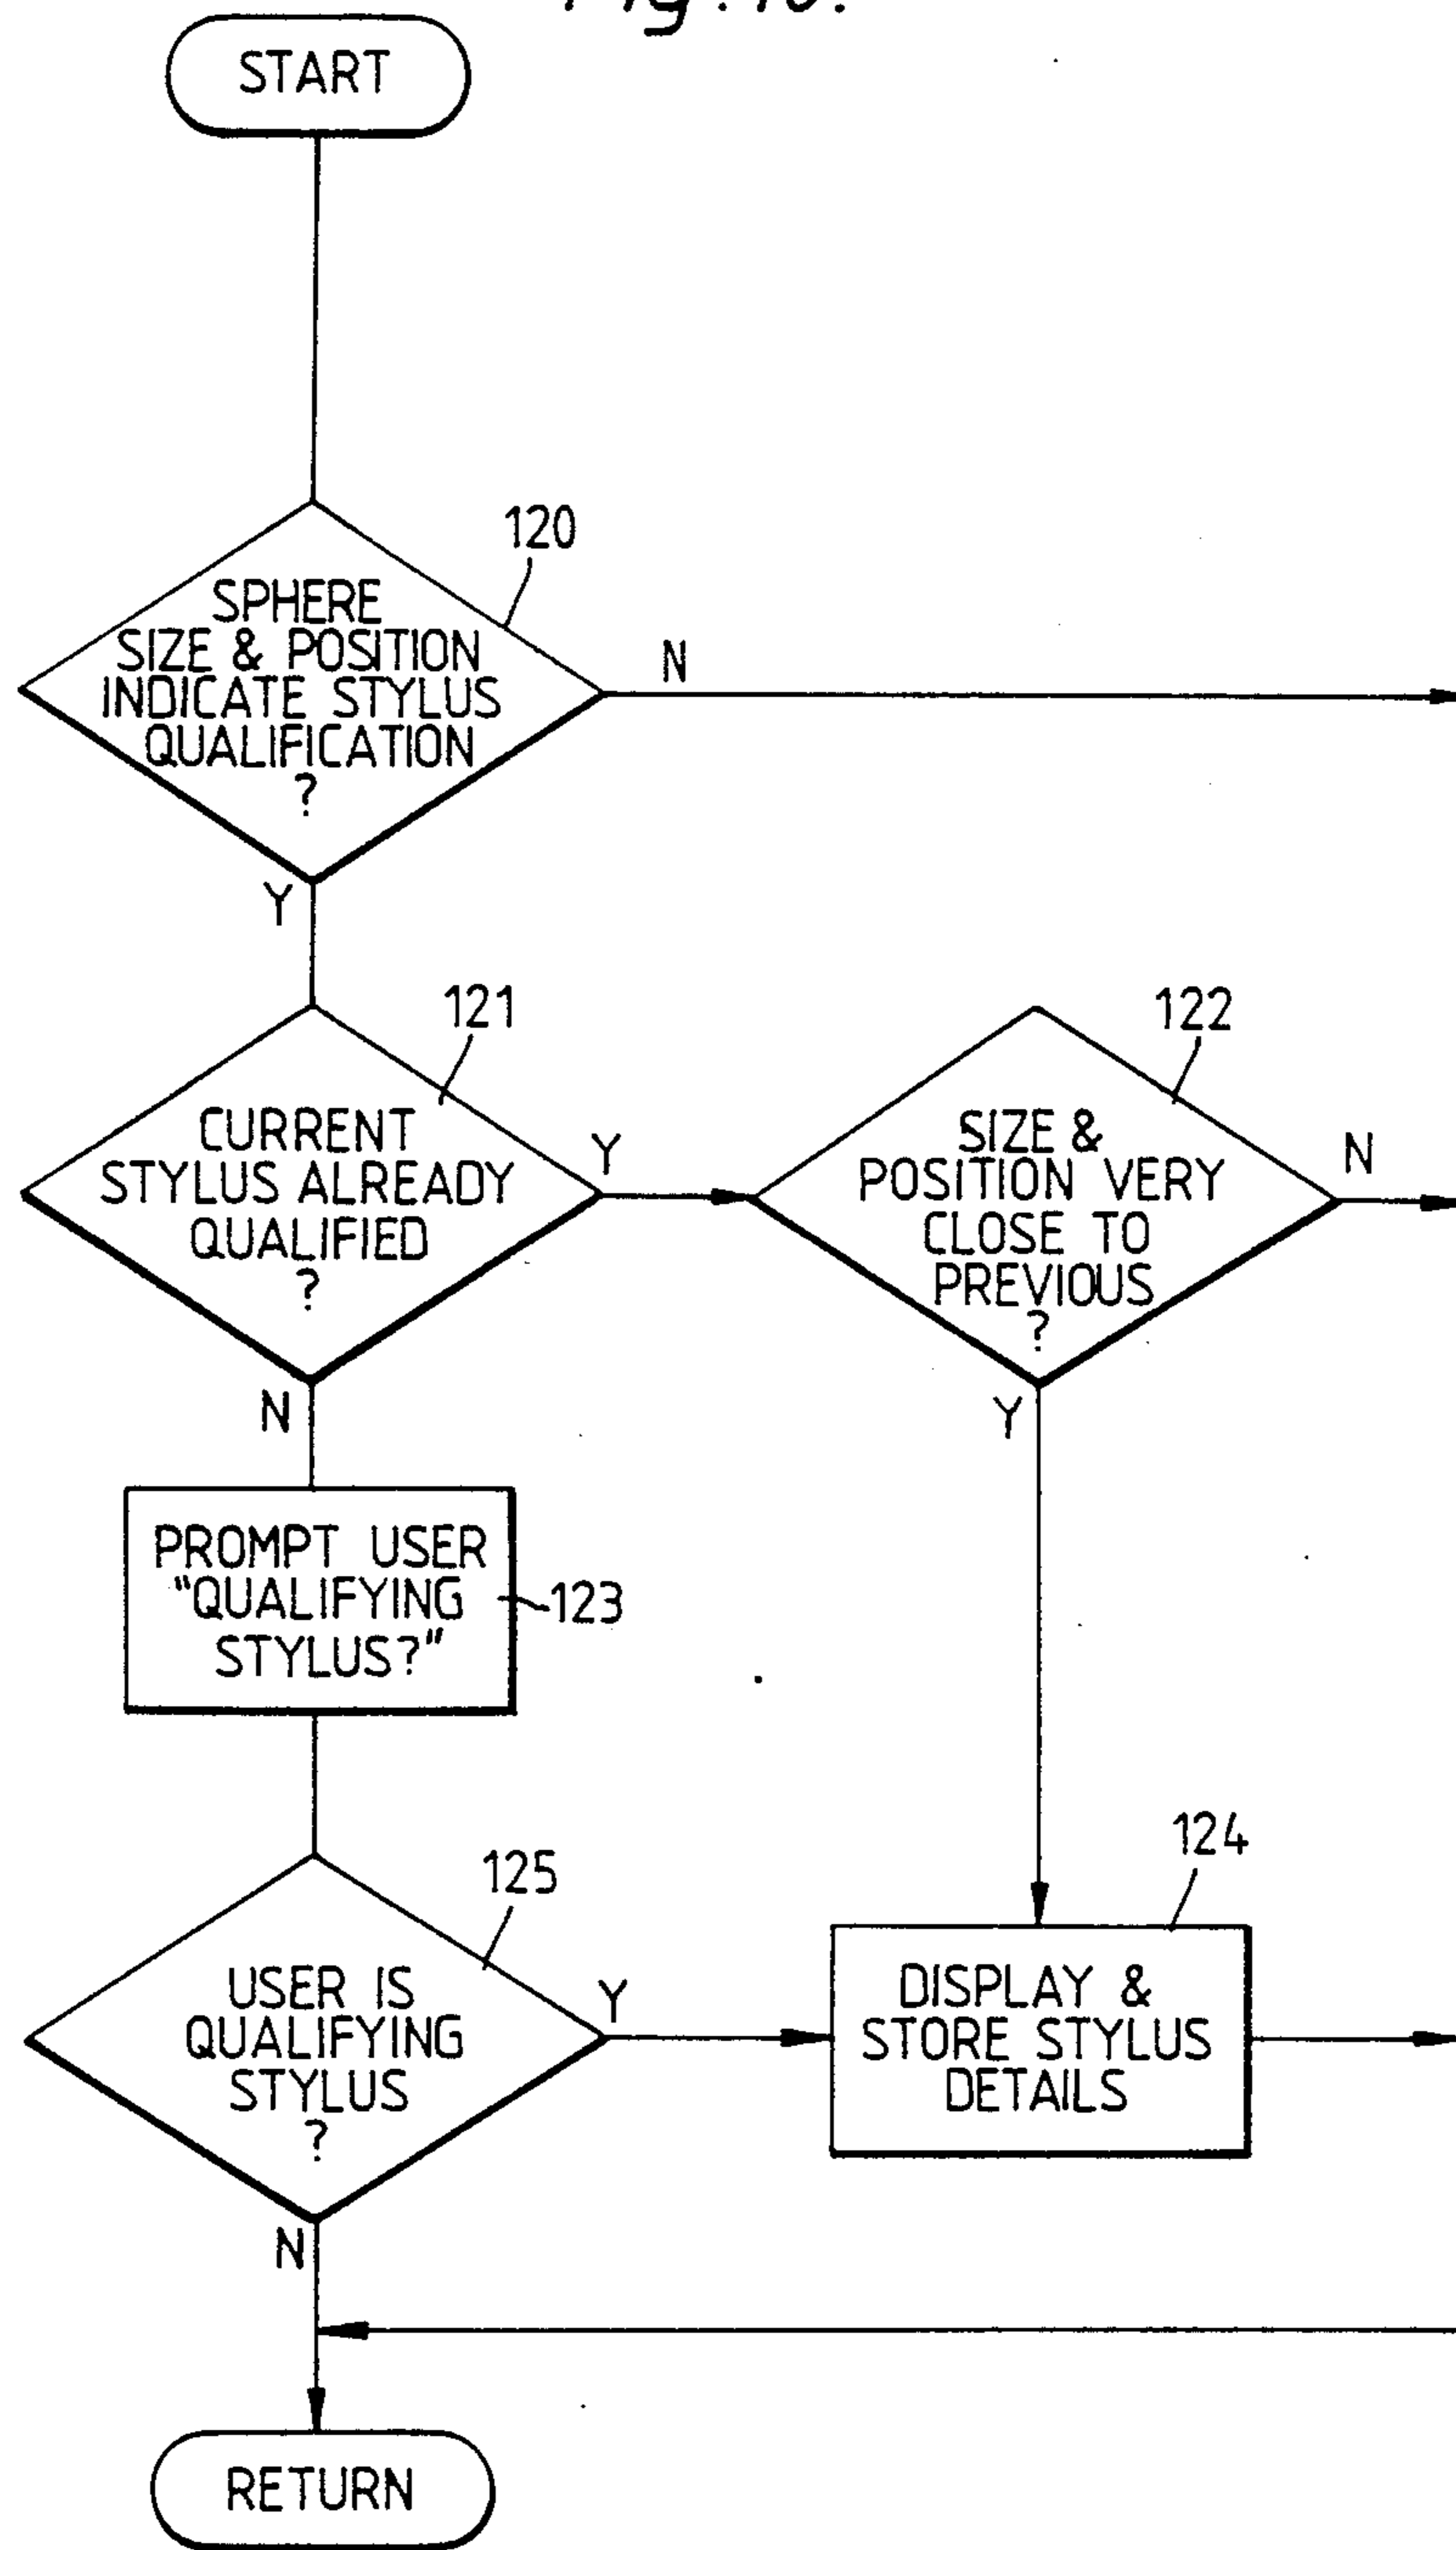 START
120
SPHERE
SIZE & POSITION
INDICATE STYLUS
QUALIFICATION
?
N
Y
121
CURRENT
STYLUS ALREADY
QUALIFIED
?
Y
N
122
SIZE &
POSITION VERY
CLOSE TO
PREVIOUS
?
N
Y
PROMPT USER
"QUALIFYING
STYLUS?"
123
125
USER IS
QUALIFYING
STYLUS
?
Y
N
124
DISPLAY &
STORE STYLUS
DETAILS
RETURN